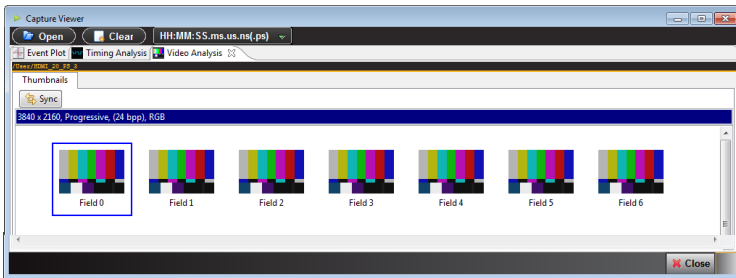 Capture Viewer
Open Clear HH:MM:SS.ms.us.ns(.ps)
Event Plot Timing Analysis Video Analysis
/User/HDMI_20_PS_3
Thumbnails
Sync
3840 x 2160, Progressive, (24 bpp), RGB
Field 0 Field 1 Field 2 Field 3 Field 4 Field 5 Field 6
Close